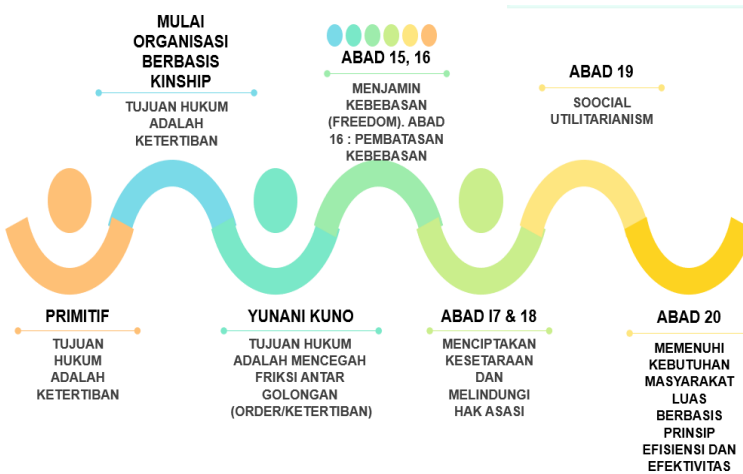 MULAI
ORGANISASI
BERBASIS
KINSHIP
TUJUAN HUKUM
ADALAH
KETERTIBAN
ABAD 15, 16
MENJAMIN
KEBEBASAN
(FREEDOM). ABAD
16 : PEMBATASAN
KEBEBASAN
ABAD 19
SOOCIAL
UTILITARIANISM
PRIMITIF
TUJUAN
HUKUM
ADALAH
KETERTIBAN
YUNANI KUNO
TUJUAN HUKUM
ADALAH MENCEGAH
FRIKSI ANTAR
GOLONGAN
(ORDER/KETERTIBAN)
ABAD I7 & 18
MENCIPTAKAN
KESETARAAN
DAN
MELINDUNGI
HAK ASASI
ABAD 20
MEMENUHI
KEBUTUHAN
MASYARAKAT
LUAS
BERBASIS
PRINSIP
EFISIENSI DAN
EFEKTIVITAS